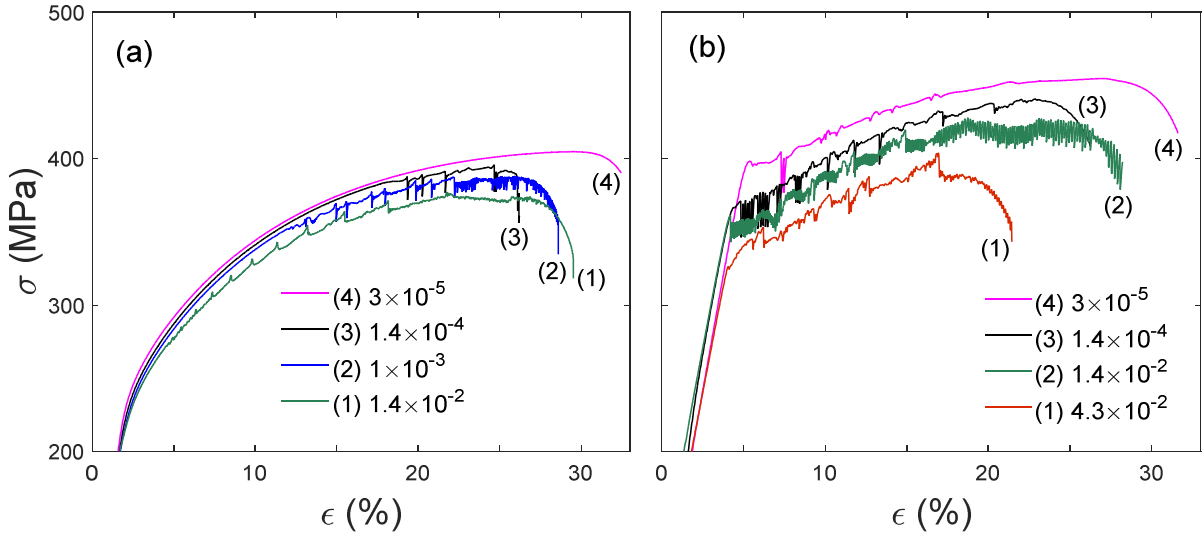 (a)
500
400
300
200
σ (MPa)
(4)
(3)
(2)
(1)
(4) 3×10⁻⁵
(3) 1.4×10⁻⁴
(2) 1×10⁻³
(1) 1.4×10⁻²
0 10 20 30
ϵ (%)
(b)
(3)
(4)
(2)
(1)
(4) 3×10⁻⁵
(3) 1.4×10⁻⁴
(2) 1.4×10⁻²
(1) 4.3×10⁻²
0 10 20 30
ϵ (%)